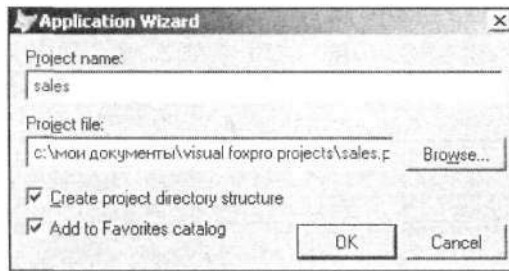 Application Wizard
Project name:
sales
Project file:
c:\мои документы\visual foxpro projects\sales.p
Browse...
Create project directory structure
Add to Favorites catalog
OK
Cancel